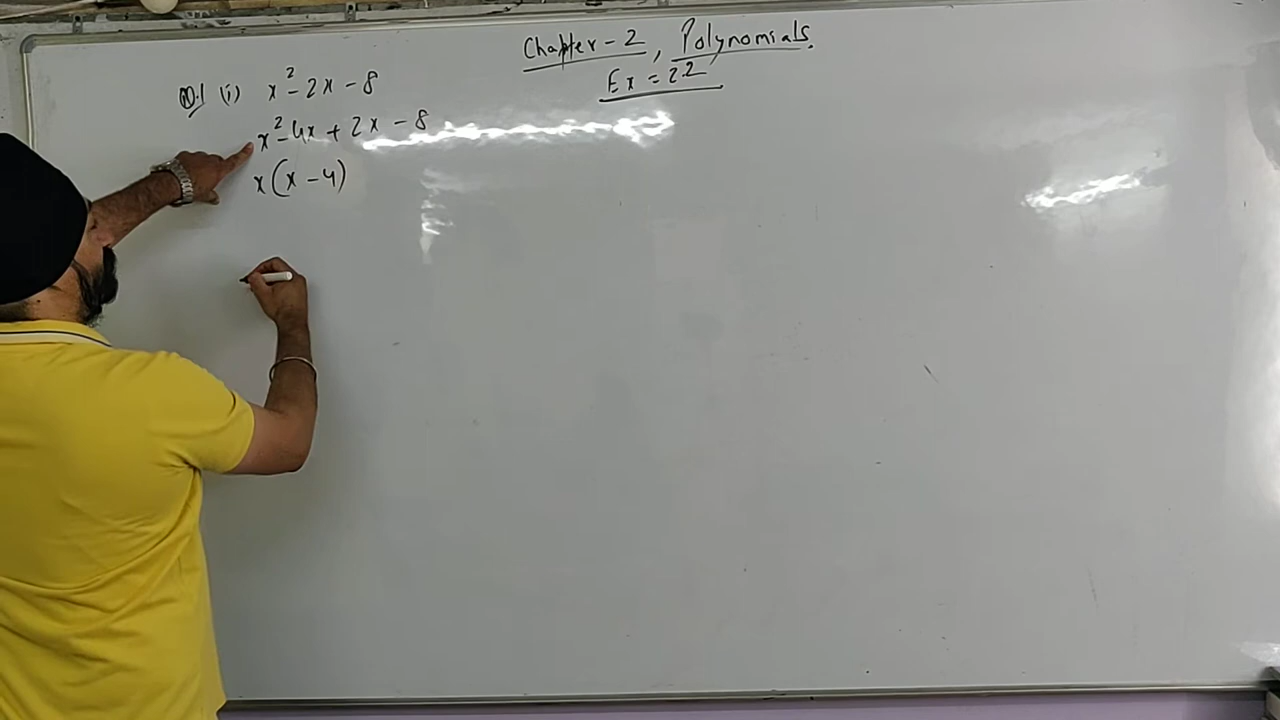 Chapter-2, Polynomials.
Ex = 2.2
Q.1 (i) x² - 2x - 8
x² - 4x + 2x - 8
x(x - 4)